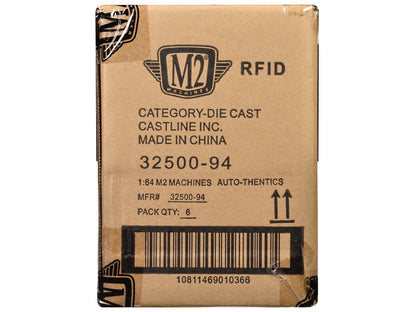 M2
MACHINES
RFID
CATEGORY-DIE CAST
CASTLINE INC.
MADE IN CHINA
32500-94
1:64 M2 MACHINES AUTO-THENTICS
MFR# 32500-94
PACK QTY: 6
10811469010366
M2